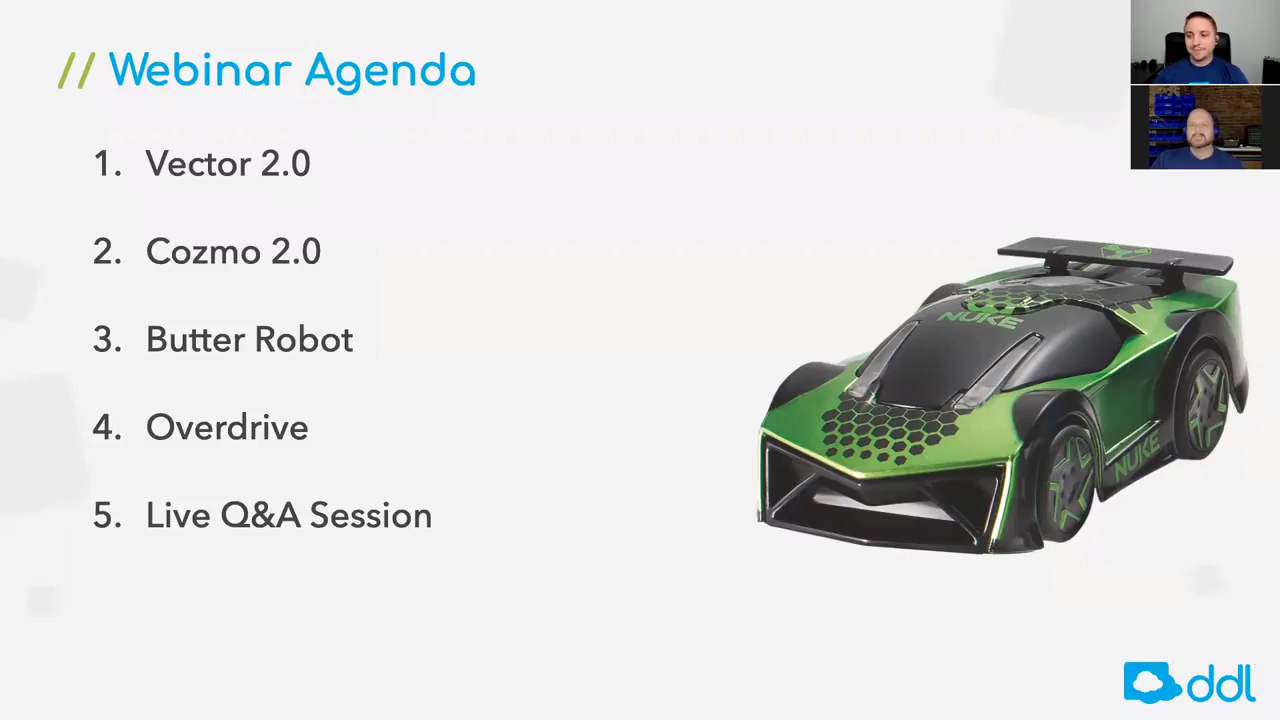 // Webinar Agenda
1. Vector 2.0
2. Cozmo 2.0
3. Butter Robot
4. Overdrive
5. Live Q&A Session
NUKE
NUKE
ddl